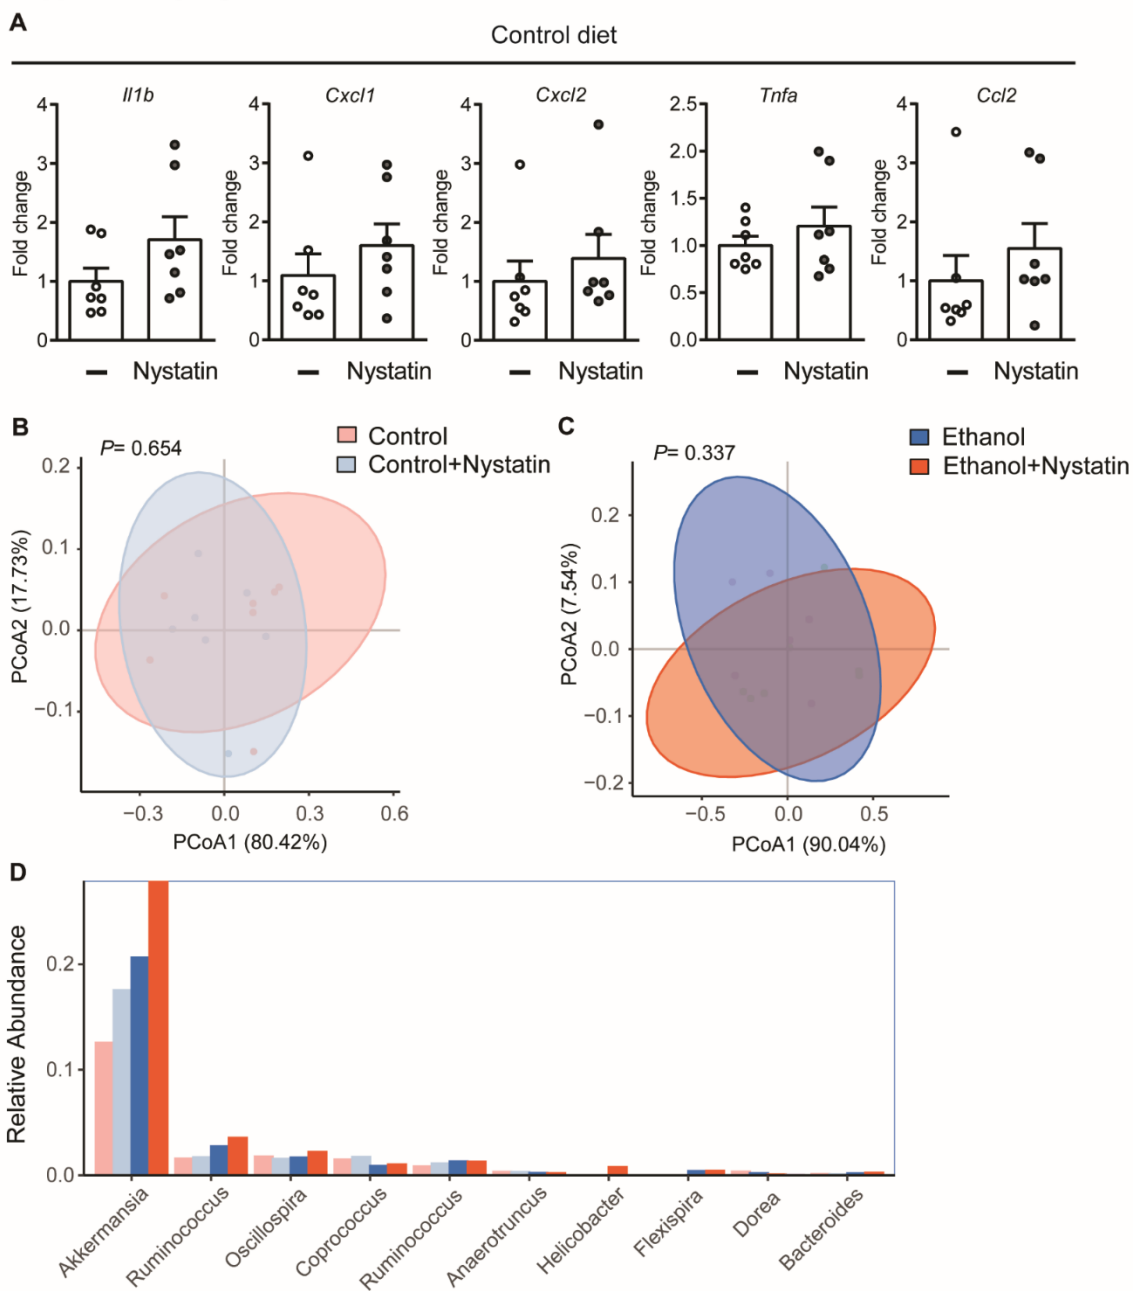 A
Control diet
Il1b
Cxcl1
Cxcl2
Tnfa
Ccl2
Fold change
4
3
2
1
0
– Nystatin
Fold change
4
3
2
1
0
– Nystatin
Fold change
4
3
2
1
0
– Nystatin
Fold change
2.5
2.0
1.5
1.0
0.5
0.0
– Nystatin
Fold change
4
3
2
1
0
– Nystatin
B
P= 0.654
Control
Control+Nystatin
PCoA2 (17.73%)
0.2
0.1
0.0
−0.1
−0.3
0.0
0.3
0.6
PCoA1 (80.42%)
C
P= 0.337
Ethanol
Ethanol+Nystatin
PCoA2 (7.54%)
0.2
0.1
0.0
−0.1
−0.2
−0.5
0.0
0.5
PCoA1 (90.04%)
D
Relative Abundance
0.2
0.1
0.0
Akkermansia
Ruminococcus
Oscillospira
Coprococcus
Ruminococcus
Anaerotruncus
Helicobacter
Flexispira
Dorea
Bacteroides